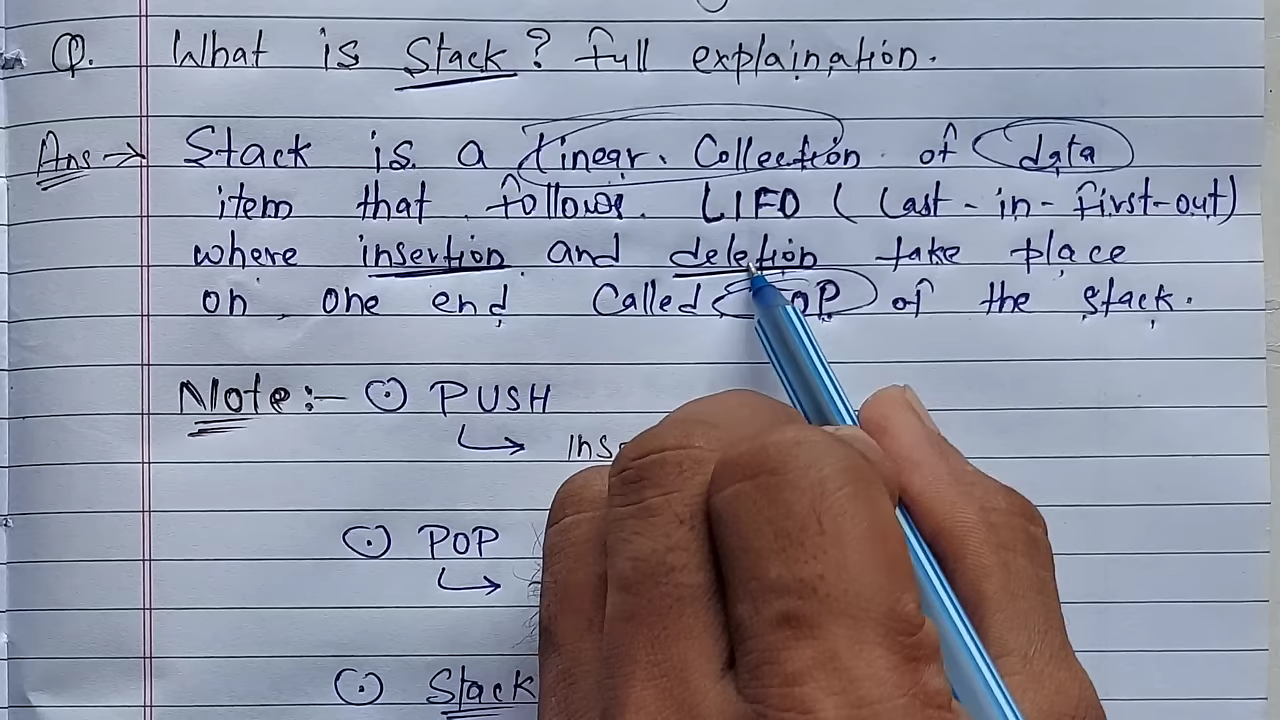 Q. What is Stack? full explaination.
Ans → Stack is a Linear Collection of data
item that follows LIFO (Last-in-first-out)
where insertion and deletion take place
on one end Called TOP of the stack.
Note:- ⊙ PUSH
↳
⊙ POP
↳
⊙ Stack